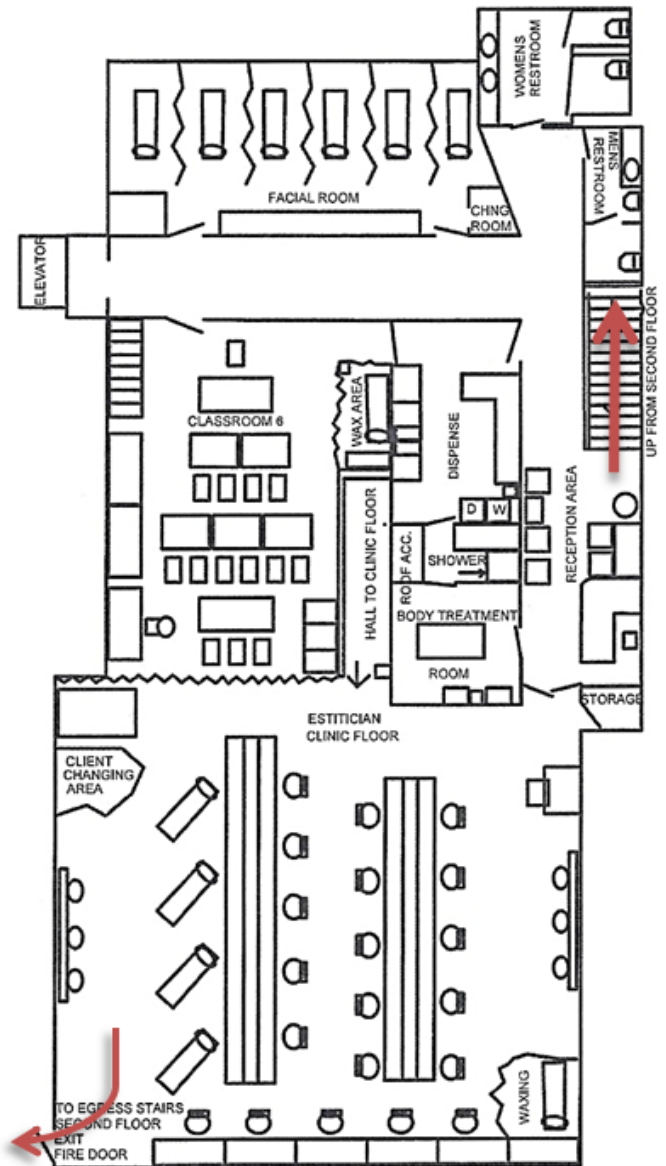 WOMENS
RESTROOM
MENS
RESTROOM
FACIAL ROOM
CHNG
ROOM
ELEVATOR
UP FROM SECOND FLOOR
WAX AREA
CLASSROOM 6
DISPENSE
D
W
RECEPTION AREA
HALL TO CLINIC FLOOR
ROOF ACC.
SHOWER
BODY TREATMENT
ROOM
STORAGE
ESTITICIAN
CLINIC FLOOR
CLIENT
CHANGING
AREA
WAXING
TO EGRESS STAIRS
SECOND FLOOR
EXIT
FIRE DOOR